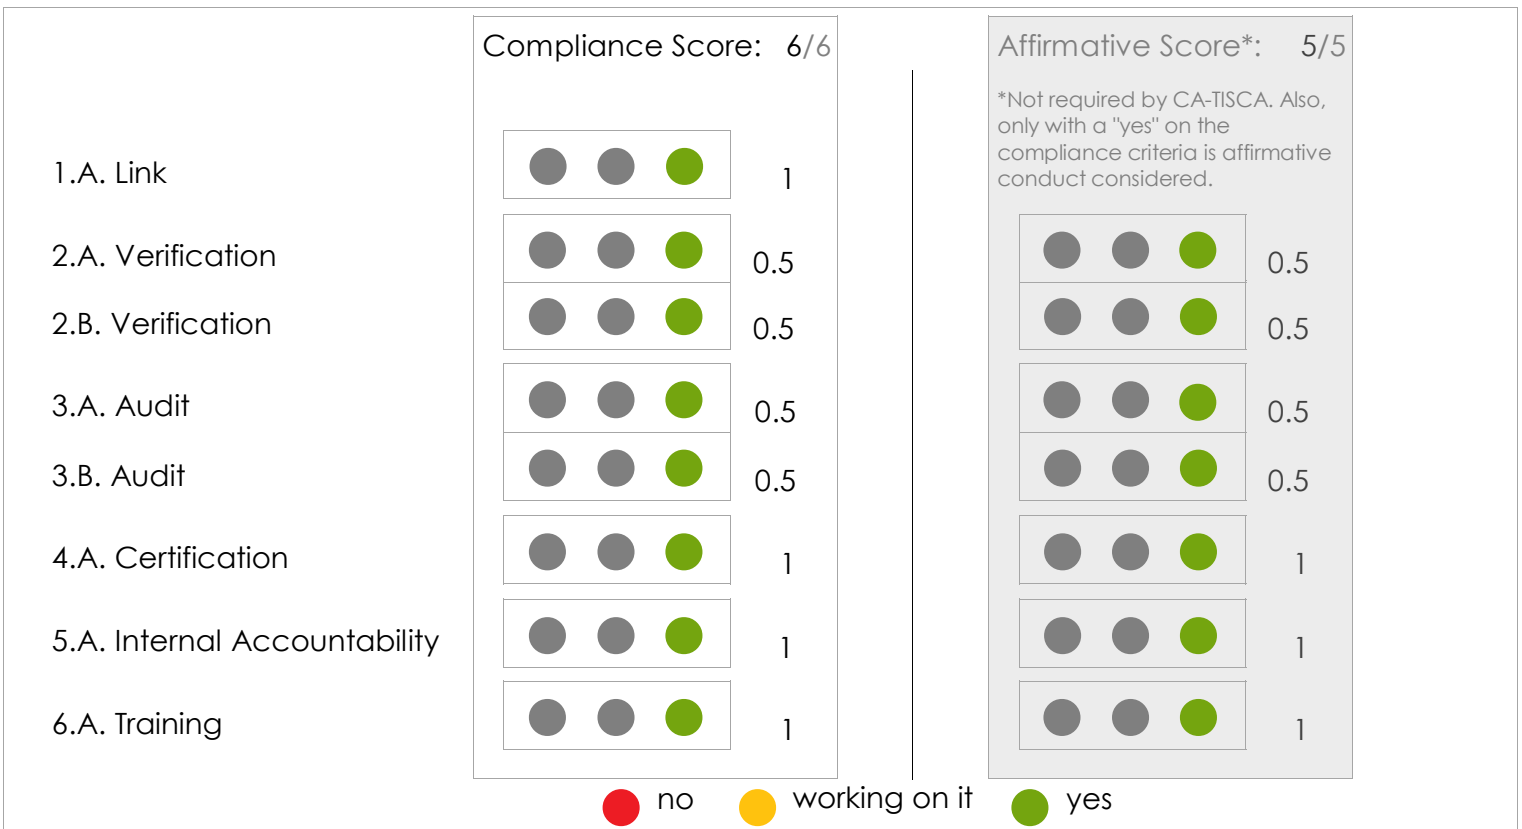 Compliance Score: 6/6
Affirmative Score*: 5/5
*Not required by CA-TISCA. Also,
only with a "yes" on the
compliance criteria is affirmative
conduct considered.
1.A. Link 1
2.A. Verification 0.5 0.5
2.B. Verification 0.5 0.5
3.A. Audit 0.5 0.5
3.B. Audit 0.5 0.5
4.A. Certification 1 1
5.A. Internal Accountability 1 1
6.A. Training 1 1
no working on it yes